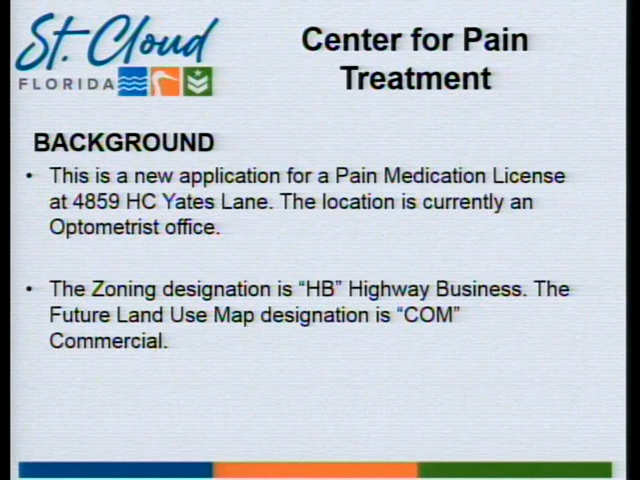 St. Cloud
FLORIDA
Center for Pain
Treatment
BACKGROUND
• This is a new application for a Pain Medication License
at 4859 HC Yates Lane. The location is currently an
Optometrist office.
• The Zoning designation is “HB” Highway Business. The
Future Land Use Map designation is “COM”
Commercial.